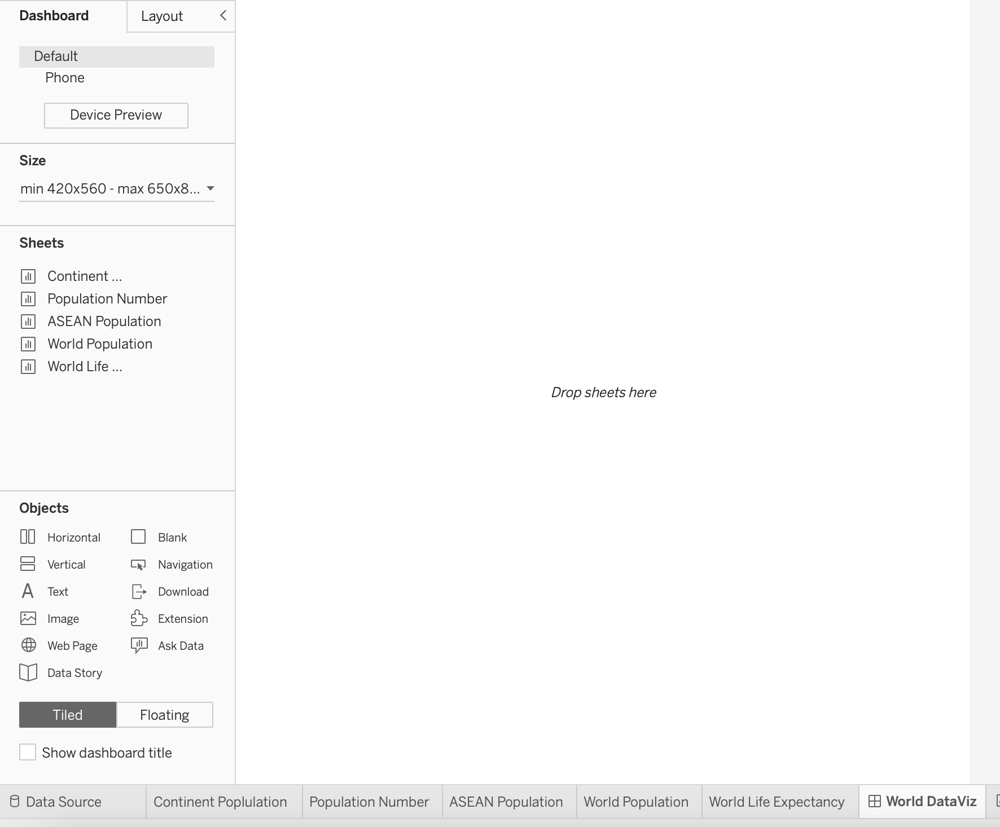 Dashboard
Layout
Default
Phone
Device Preview
Size
min 420x560 - max 650x8...
Sheets
Continent ...
Population Number
ASEAN Population
World Population
World Life ...
Drop sheets here
Objects
Horizontal Blank
Vertical Navigation
Text Download
Image Extension
Web Page Ask Data
Data Story
Tiled Floating
Show dashboard title
Data Source Continent Poplulation Population Number ASEAN Population World Population World Life Expectancy World DataViz